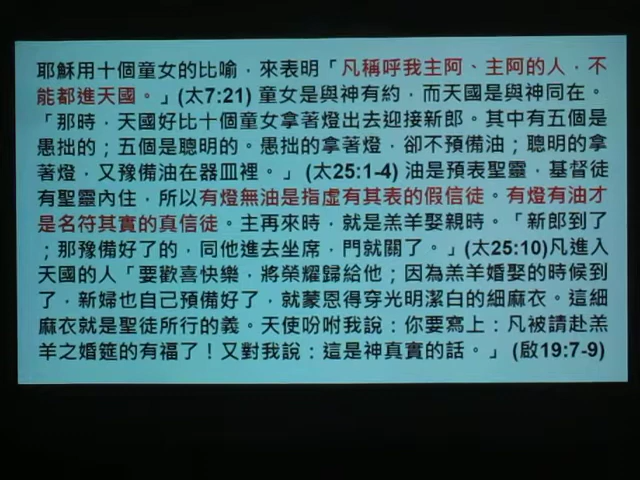 耶穌用十個童女的比喻，來表明「凡稱呼我主阿、主阿的人，不
能都進天國。」(太7:21) 童女是與神有約，而天國是與神同在。
「那時，天國好比十個童女拿著燈出去迎接新郎。其中有五個是
愚拙的；五個是聰明的。愚拙的拿著燈，卻不預備油；聰明的拿
著燈，又豫備油在器皿裡。」 (太25:1-4) 油是預表聖靈，基督徒
有聖靈內住，所以有燈無油是指虛有其表的假信徒。有燈有油才
是名符其實的真信徒。主再來時，就是羔羊娶親時。「新郎到了
；那豫備好了的，同他進去坐席，門就關了。」(太25:10)凡進入
天國的人「要歡喜快樂，將榮耀歸給他；因為羔羊婚娶的時候到
了，新婦也自己預備好了，就蒙恩得穿光明潔白的細麻衣。這細
麻衣就是聖徒所行的義。天使吩咐我說：你要寫上：凡被請赴羔
羊之婚筵的有福了！又對我說：這是神真實的話。」 (啟19:7-9)